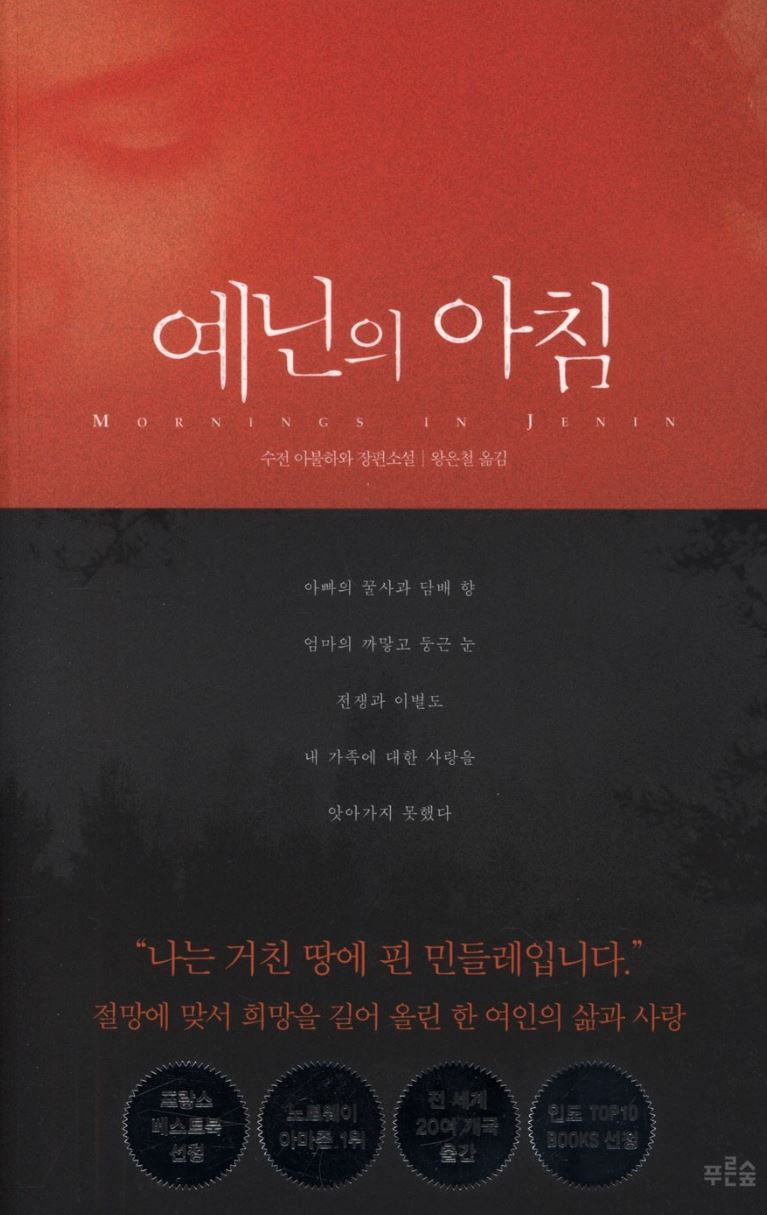 예닌의 아침
MORNINGS IN JENIN
수전 아불하와 장편소설 | 왕은철 옮김
아빠의 꿀사과 담배 향
엄마의 까맣고 둥근 눈
전쟁과 이별도
내 가족에 대한 사랑을
앗아가지 못했다
“나는 거친 땅에 핀 민들레입니다.”
절망에 맞서 희망을 길어 올린 한 여인의 삶과 사랑
프랑스
베스트북
선정
노르웨이
아마존 1위
전 세계
20여 개국
출간
인도 TOP10
BOOKS 선정
푸른숲